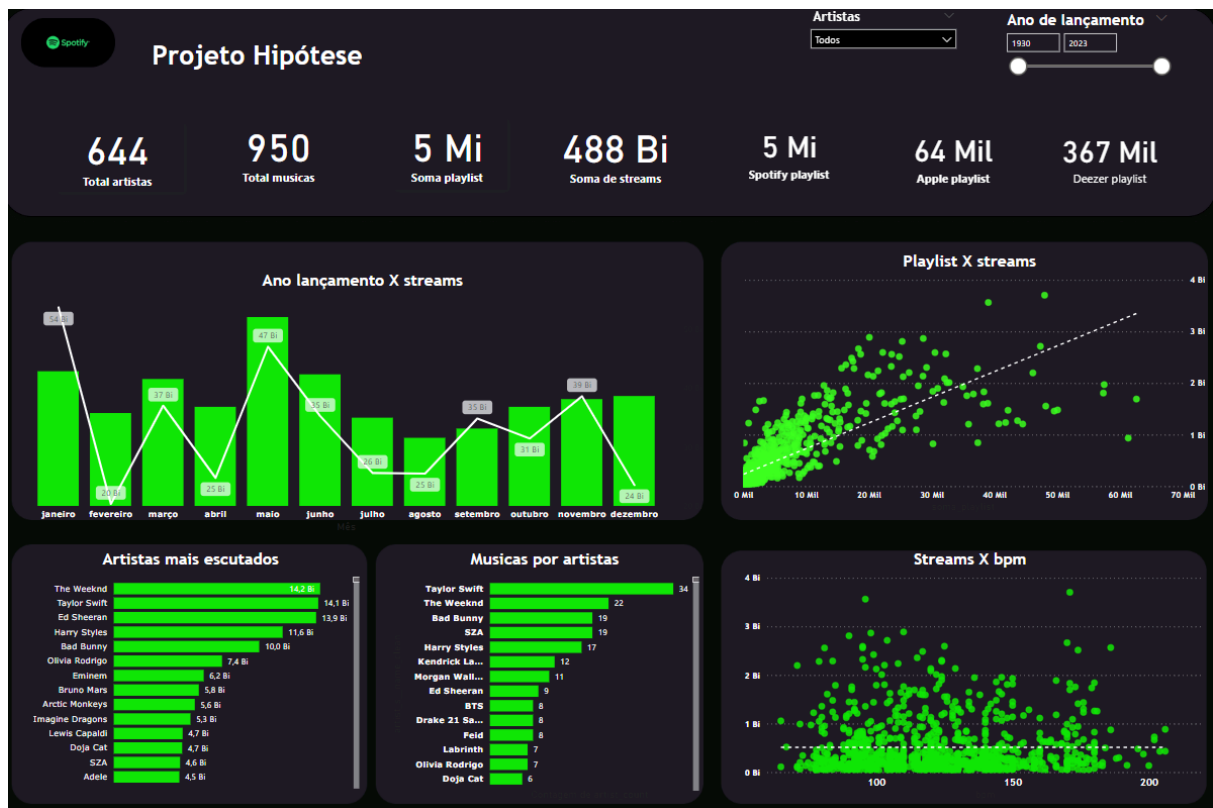 Spotify
Projeto Hipótese
Artistas
Todos
Ano de lançamento
1930
2023
644
Total artistas
950
Total musicas
5 Mi
Soma playlist
488 Bi
Soma de streams
5 Mi
Spotify playlist
64 Mil
Apple playlist
367 Mil
Deezer playlist
Ano lançamento X streams
54 Bi
20 Bi
37 Bi
25 Bi
47 Bi
35 Bi
26 Bi
25 Bi
35 Bi
31 Bi
39 Bi
24 Bi
janeiro fevereiro março abril maio junho julho agosto setembro outubro novembro dezembro
Mês
Playlist X streams
4 Bi
3 Bi
2 Bi
1 Bi
0 Bi
0 Mil 10 Mil 20 Mil 30 Mil 40 Mil 50 Mil 60 Mil 70 Mil
Artistas mais escutados
The Weeknd 14,2 Bi
Taylor Swift 14,1 Bi
Ed Sheeran 13,9 Bi
Harry Styles 11,6 Bi
Bad Bunny 10,0 Bi
Olivia Rodrigo 7,4 Bi
Eminem 6,2 Bi
Bruno Mars 5,8 Bi
Arctic Monkeys 5,6 Bi
Imagine Dragons 5,3 Bi
Lewis Capaldi 4,7 Bi
Doja Cat 4,7 Bi
SZA 4,6 Bi
Adele 4,5 Bi
Musicas por artistas
Taylor Swift 34
The Weeknd 22
Bad Bunny 19
SZA 19
Harry Styles 17
Kendrick La... 12
Morgan Wall... 11
Ed Sheeran 9
BTS 8
Drake 21 Sa... 8
Feid 8
Labrinth 7
Olivia Rodrigo 7
Doja Cat 6
Streams X bpm
4 Bi
3 Bi
2 Bi
1 Bi
0 Bi
100 150 200